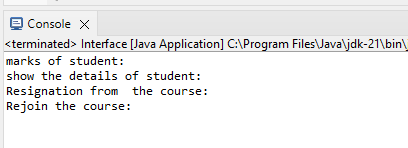 Console
<terminated> Interface [Java Application] C:\Program Files\Java\jdk-21\bin\
marks of student:
show the details of student:
Resignation from  the course:
Rejoin the course: